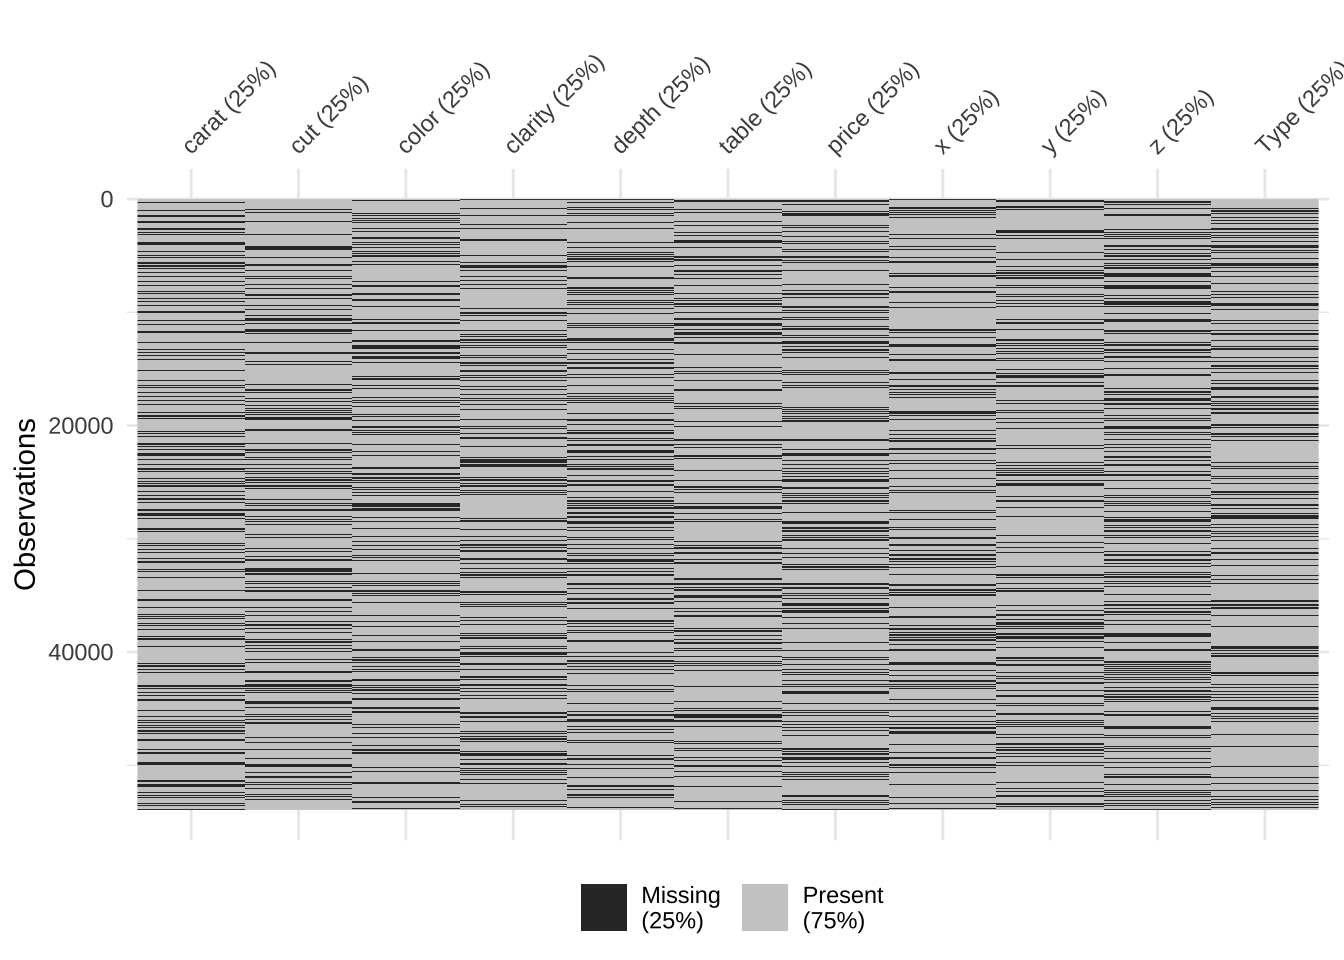 carat (25%)
cut (25%)
color (25%)
clarity (25%)
depth (25%)
table (25%)
price (25%)
x (25%)
y (25%)
z (25%)
Type (25%)
0
20000
40000
Observations
Missing
(25%)
Present
(75%)